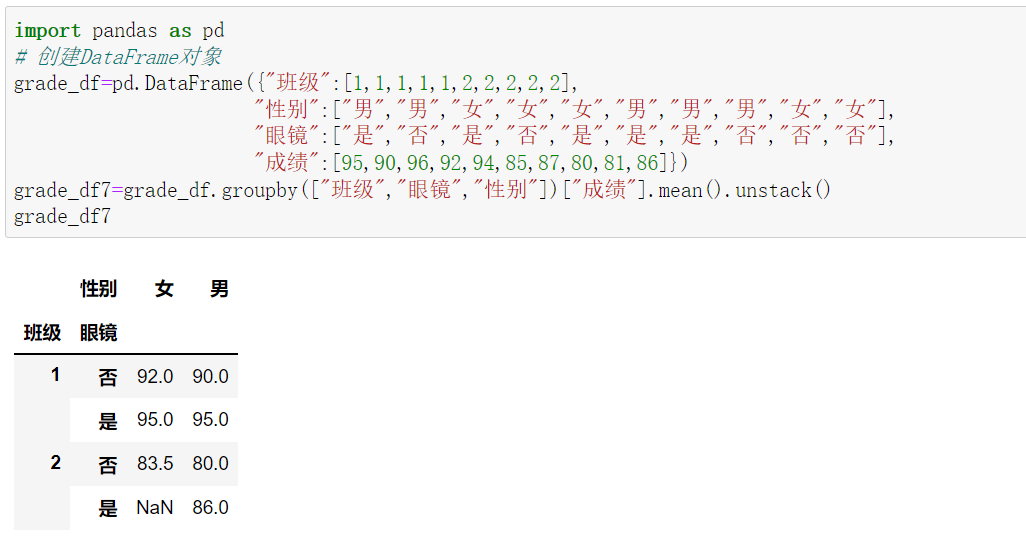 import pandas as pd
# 创建DataFrame对象
grade_df=pd.DataFrame({"班级":[1,1,1,1,1,2,2,2,2,2],
"性别":["男","男","女","女","女","男","男","男","女","女"],
"眼镜":["是","否","是","否","是","是","是","否","否","否"],
"成绩":[95,90,96,92,94,85,87,80,81,86]})
grade_df7=grade_df.groupby(["班级","眼镜","性别"])["成绩"].mean().unstack()
grade_df7
性别 女 男
班级 眼镜
1 否 92.0 90.0
是 95.0 95.0
2 否 83.5 80.0
是 NaN 86.0